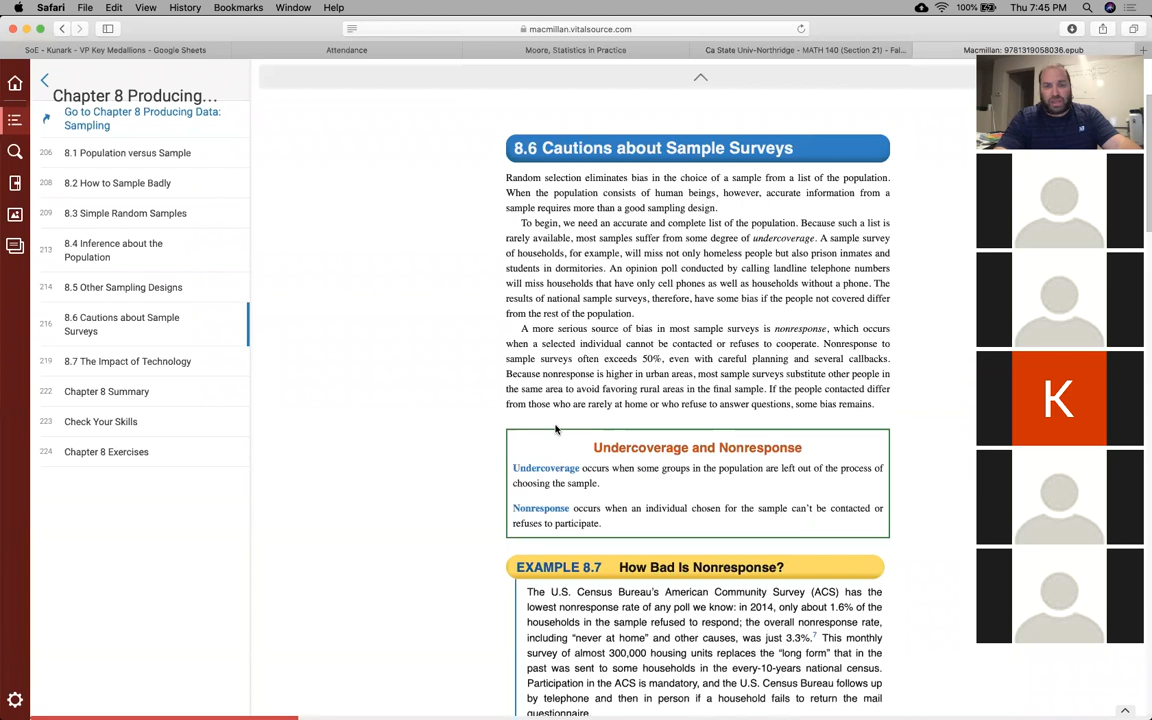 Safari File Edit View History Bookmarks Window Help 100% Thu 7:45 PM
macmillan.vitalsource.com
SoE - Kunark - VP Key Medallions - Google Sheets
Attendance
Moore, Statistics in Practice
Ca State Univ-Northridge - MATH 140 (Section 21) - Fal...
Macmillan: 9781319058036.epub
Chapter 8 Producing...
Go to Chapter 8 Producing Data:
Sampling
206 8.1 Population versus Sample
208 8.2 How to Sample Badly
209 8.3 Simple Random Samples
213 8.4 Inference about the
Population
214 8.5 Other Sampling Designs
216 8.6 Cautions about Sample
Surveys
219 8.7 The Impact of Technology
222 Chapter 8 Summary
223 Check Your Skills
224 Chapter 8 Exercises
8.6 Cautions about Sample Surveys
Random selection eliminates bias in the choice of a sample from a list of the population.
When the population consists of human beings, however, accurate information from a
sample requires more than a good sampling design.
To begin, we need an accurate and complete list of the population. Because such a list is
rarely available, most samples suffer from some degree of undercoverage. A sample survey
of households, for example, will miss not only homeless people but also prison inmates and
students in dormitories. An opinion poll conducted by calling landline telephone numbers
will miss households that have only cell phones as well as households without a phone. The
results of national sample surveys, therefore, have some bias if the people not covered differ
from the rest of the population.
A more serious source of bias in most sample surveys is nonresponse, which occurs
when a selected individual cannot be contacted or refuses to cooperate. Nonresponse to
sample surveys often exceeds 50%, even with careful planning and several callbacks.
Because nonresponse is higher in urban areas, most sample surveys substitute other people in
the same area to avoid favoring rural areas in the final sample. If the people contacted differ
from those who are rarely at home or who refuse to answer questions, some bias remains.
Undercoverage and Nonresponse
Undercoverage occurs when some groups in the population are left out of the process of
choosing the sample.
Nonresponse occurs when an individual chosen for the sample can't be contacted or
refuses to participate.
EXAMPLE 8.7 How Bad Is Nonresponse?
The U.S. Census Bureau's American Community Survey (ACS) has the
lowest nonresponse rate of any poll we know: in 2014, only about 1.6% of the
households in the sample refused to respond; the overall nonresponse rate,
including "never at home" and other causes, was just 3.3%.7 This monthly
survey of almost 300,000 housing units replaces the "long form" that in the
past was sent to some households in the every-10-years national census.
Participation in the ACS is mandatory, and the U.S. Census Bureau follows up
by telephone and then in person if a household fails to return the mail
questionnaire.
K